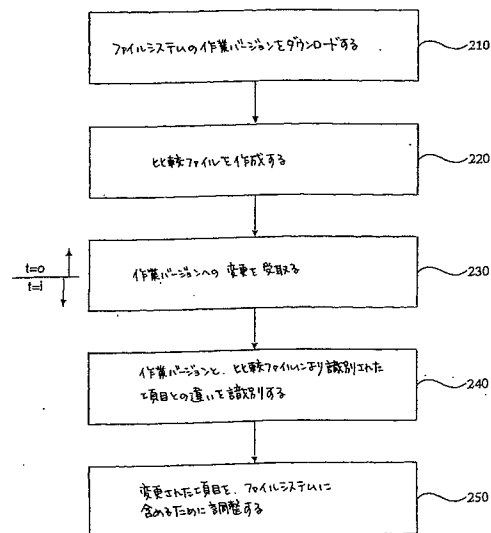 ファイルシステムの作業バージョンをダウンロードする
210
比較ファイルを作成する
220
t=o
t=i
作業バージョンへの変更を受取る
230
作業バージョンと、比較ファイルにより識別された
項目との違いを識別する
240
変更された項目を、ファイルシステムに
含めるために調整する
250